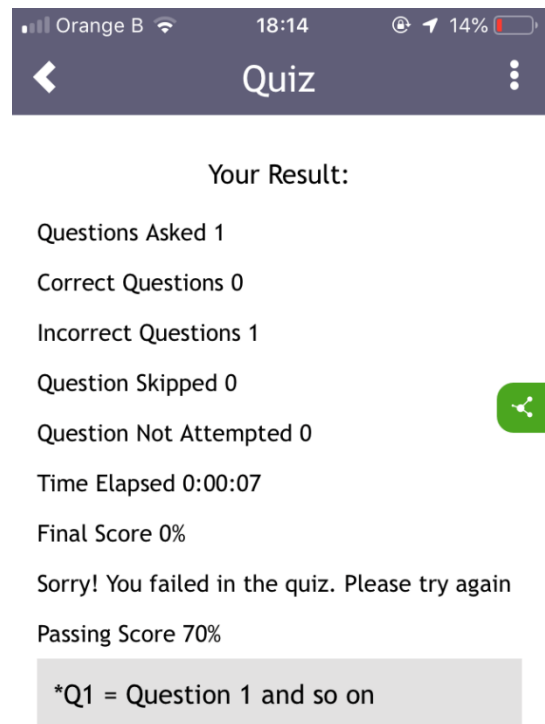 Orange B 18:14 14%
Quiz
Your Result:
Questions Asked 1
Correct Questions 0
Incorrect Questions 1
Question Skipped 0
Question Not Attempted 0
Time Elapsed 0:00:07
Final Score 0%
Sorry! You failed in the quiz. Please try again
Passing Score 70%
*Q1 = Question 1 and so on